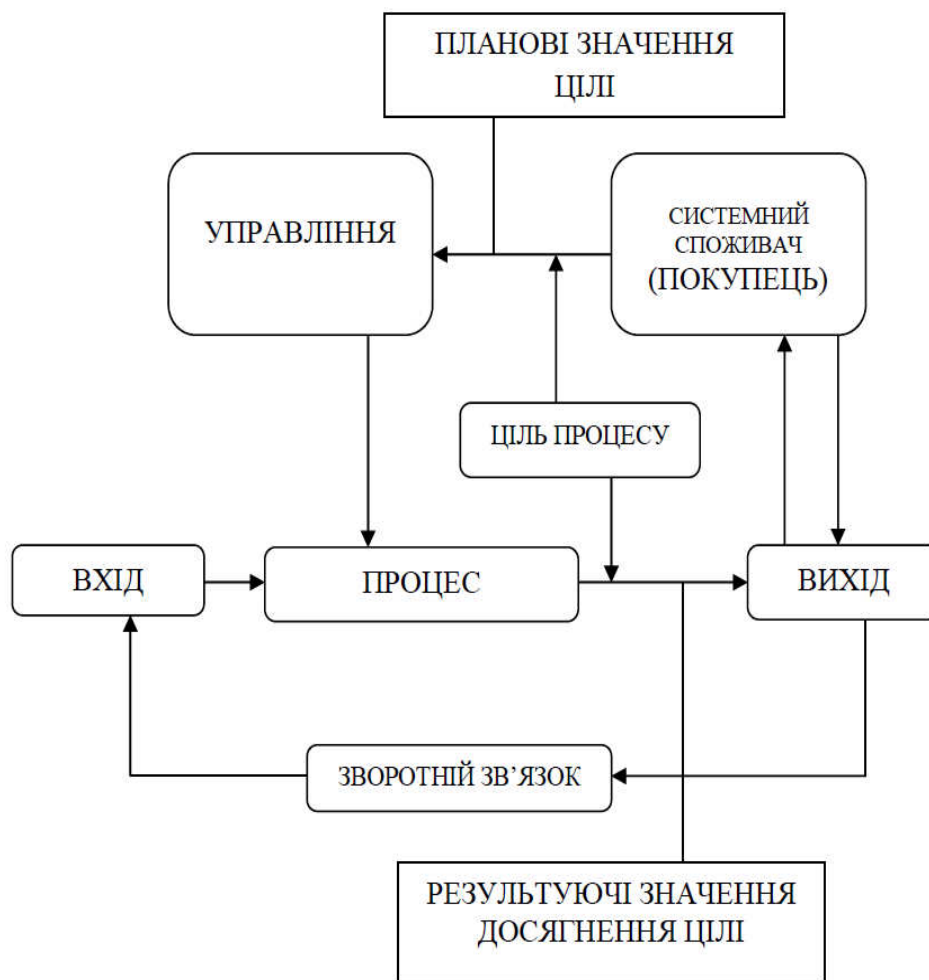 ПЛАНОВІ ЗНАЧЕННЯ
ЦІЛІ
УПРАВЛІННЯ
СИСТЕМНИЙ
СПОЖИВАЧ
(ПОКУПЕЦЬ)
ЦІЛЬ ПРОЦЕСУ
ВХІД
ПРОЦЕС
ВИХІД
ЗВОРОТНІЙ ЗВ’ЯЗОК
РЕЗУЛЬТУЮЧІ ЗНАЧЕННЯ
ДОСЯГНЕННЯ ЦІЛІ